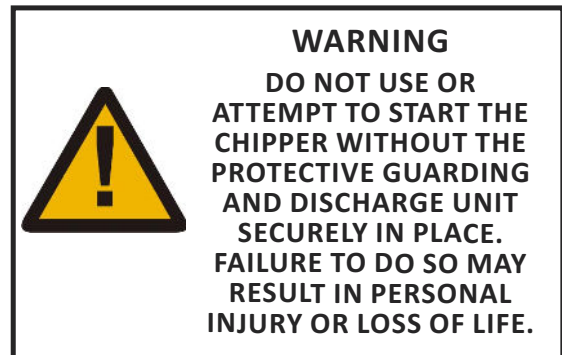 WARNING
DO NOT USE OR
ATTEMPT TO START THE
CHIPPER WITHOUT THE
PROTECTIVE GUARDING
AND DISCHARGE UNIT
SECURELY IN PLACE.
FAILURE TO DO SO MAY
RESULT IN PERSONAL
INJURY OR LOSS OF LIFE.